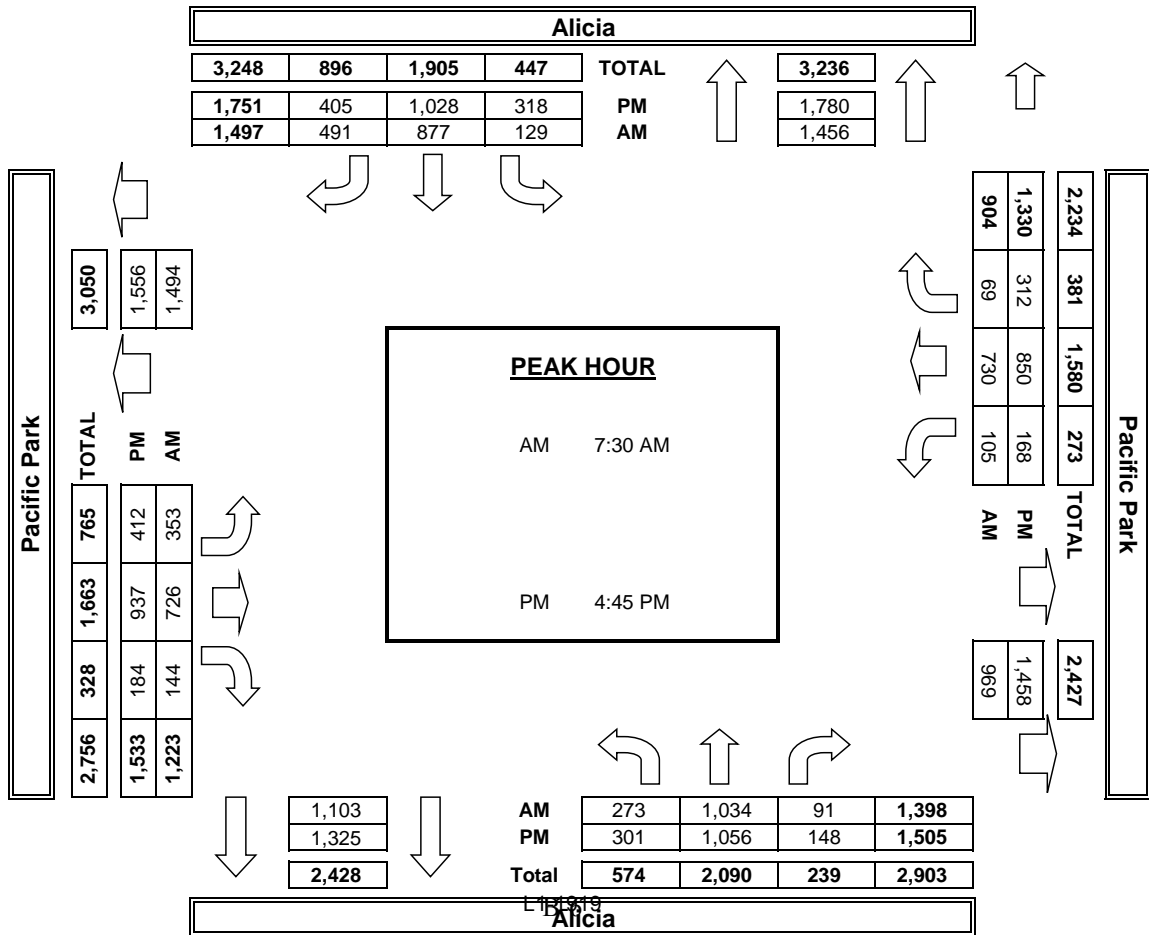 Alicia
3,248 896 1,905 447 TOTAL 3,236
1,751 405 1,028 318 PM 1,780
1,497 491 877 129 AM 1,456
Pacific Park
3,050
1,556
1,494
TOTAL
PM
AM
765 1,663 328 2,756
412 937 184 1,533
353 726 144 1,223
PEAK HOUR
AM 7:30 AM
PM 4:45 PM
2,234 381 1,580 273 TOTAL
1,330 312 850 168 PM
904 69 730 105 AM
2,427
1,458
969
Pacific Park
1,103 AM 273 1,034 91 1,398
1,325 PM 301 1,056 148 1,505
2,428 Total 574 2,090 239 2,903
Alicia